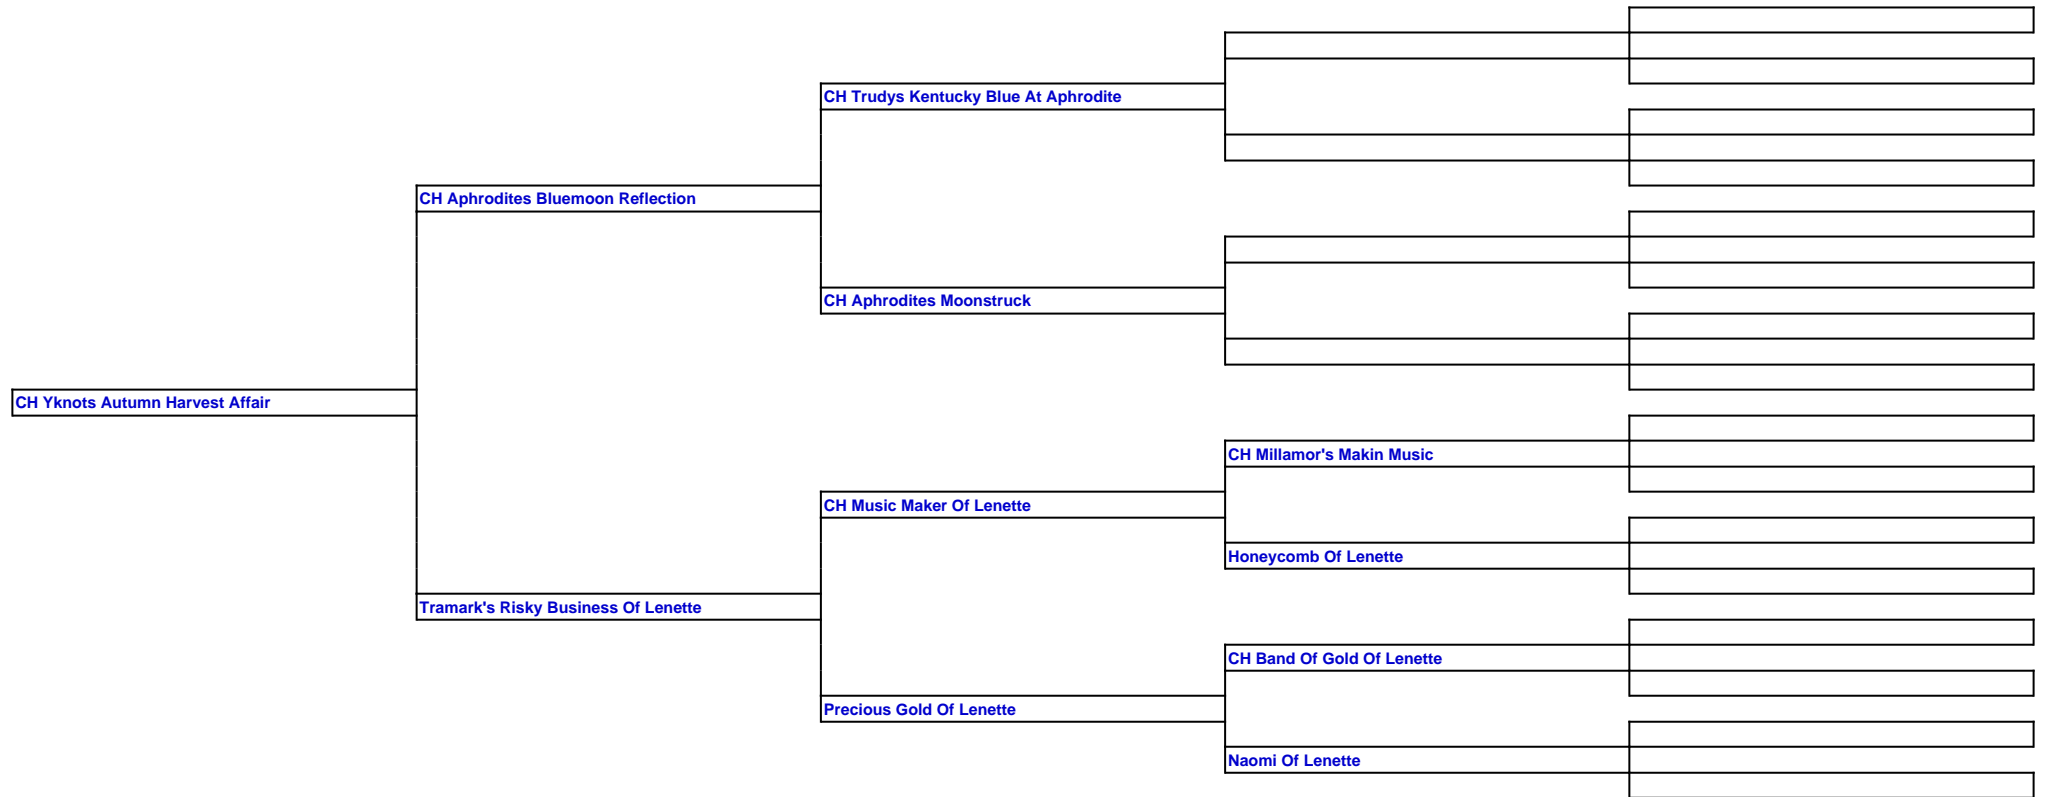 CH Trudys Kentucky Blue At Aphrodite
CH Aphrodites Bluemoon Reflection
CH Aphrodites Moonstruck
CH Yknots Autumn Harvest Affair
CH Millamor's Makin Music
CH Music Maker Of Lenette
Honeycomb Of Lenette
Tramark's Risky Business Of Lenette
CH Band Of Gold Of Lenette
Precious Gold Of Lenette
Naomi Of Lenette